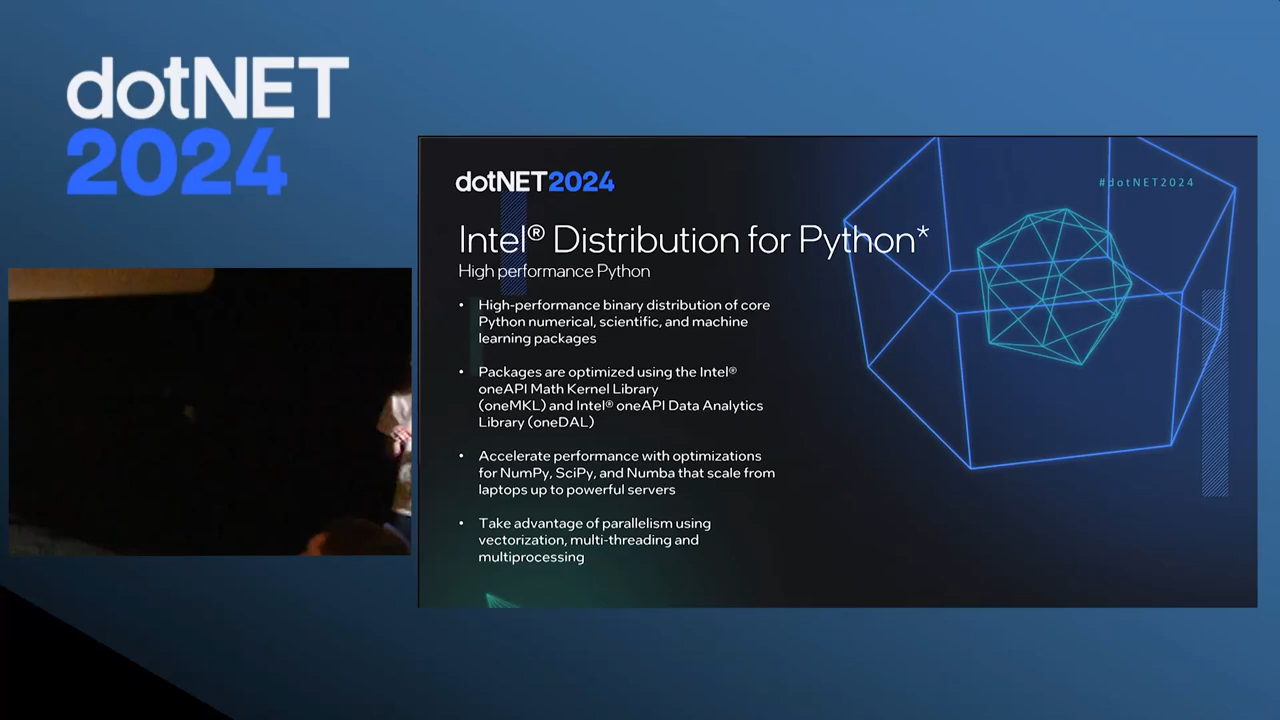 dotNET
2024
dotNET2024
#dotNET2024
Intel® Distribution for Python*
High performance Python
• High-performance binary distribution of core
Python numerical, scientific, and machine
learning packages
• Packages are optimized using the Intel®
oneAPI Math Kernel Library
(oneMKL) and Intel® oneAPI Data Analytics
Library (oneDAL)
• Accelerate performance with optimizations
for NumPy, SciPy, and Numba that scale from
laptops up to powerful servers
• Take advantage of parallelism using
vectorization, multi-threading and
multiprocessing